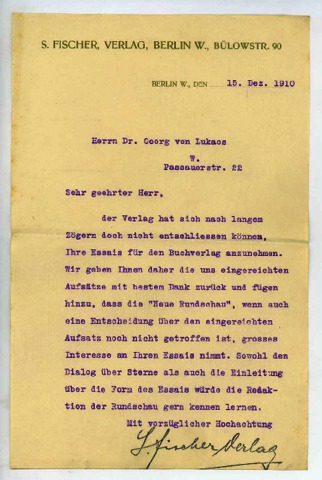 S. FISCHER, VERLAG, BERLIN W., BÜLOWSTR. 90
BERLIN W., DEN 15. Dez. 1910
Herrn Dr. Georg von Lukacs
W.
Passauerstr. 22
Sehr geehrter Herr,
der Verlag hat sich nach langem
Zögern doch nicht entschliessen können,
Ihre Essais für den Buchverlag anzunehmen.
Wir geben Ihnen daher die uns eingereichten
Aufsätze mit bestem Dank zurück und fügen
hinzu, dass die "Neue Rundschau", wenn auch
eine Entscheidung über den eingereichten
Aufsatz noch nicht getroffen ist, grosses
Interesse an Ihren Essais nimmt. Sowohl den
Dialog über Sterne als auch die Einleitung
über die Form des Essais würde die Redak-
tion der Rundschau gern kennen lernen.
Mit vorzüglicher Hochachtung
S. Fischer Verlag